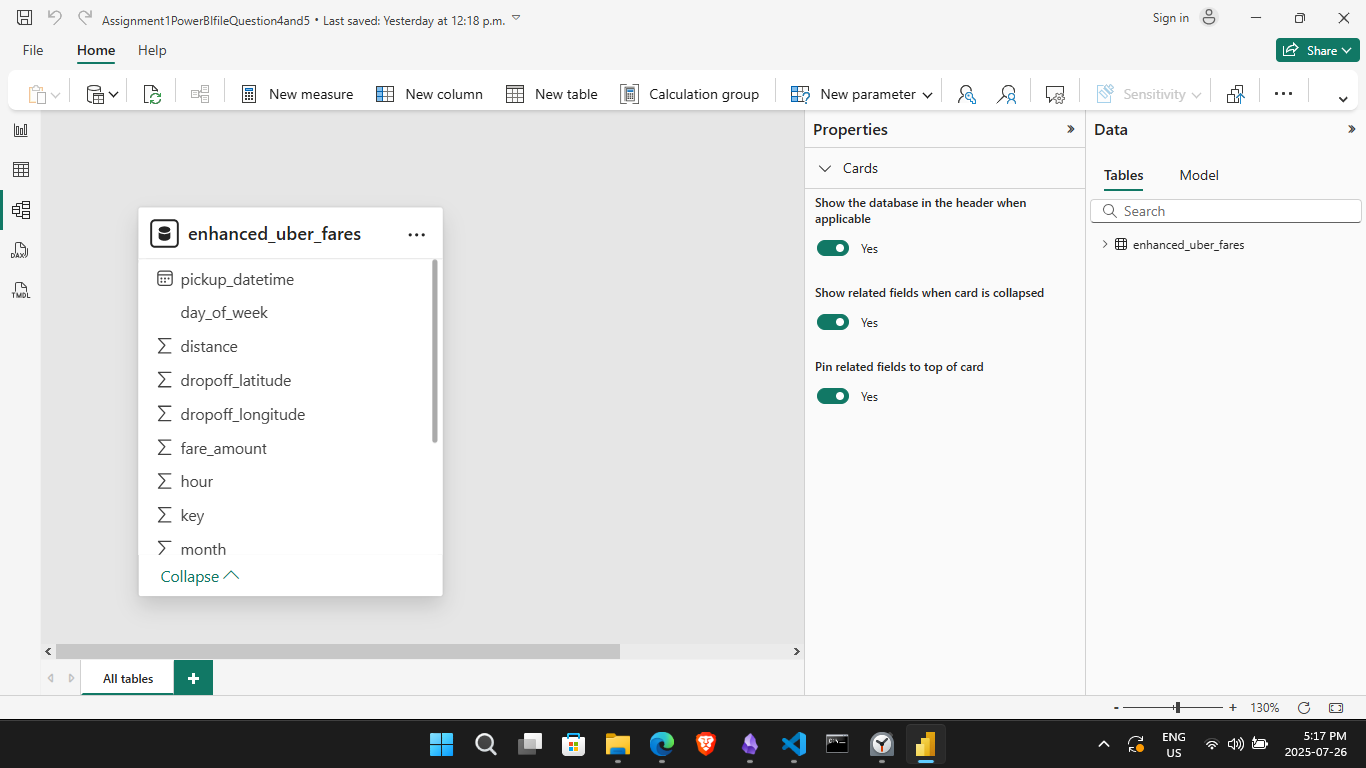 Assignment1PowerBIfileQuestion4and5 • Last saved: Yesterday at 12:18 p.m.
Sign in
File
Home
Help
Share
New measure
New column
New table
Calculation group
New parameter
Sensitivity
DAX
TMDL
enhanced_uber_fares
pickup_datetime
day_of_week
distance
dropoff_latitude
dropoff_longitude
fare_amount
hour
key
month
Collapse
Properties
Cards
Show the database in the header when
applicable
Yes
Show related fields when card is collapsed
Yes
Pin related fields to top of card
Yes
Data
Tables
Model
Search
enhanced_uber_fares
All tables
+
- + 130%
ENG
US
5:17 PM
2025-07-26